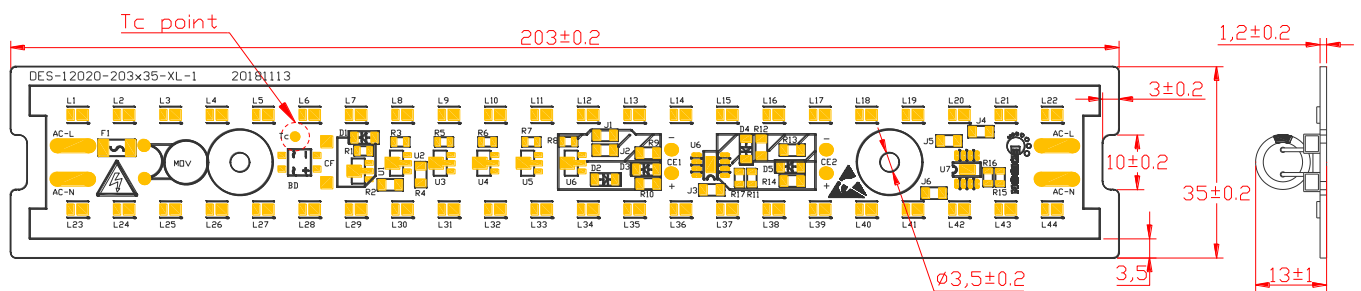 Tc point
203±0.2
1,2±0.2
DES-12020-203x35-XL-1 20181113
L1 L2 L3 L4 L5 L6 L7 L8 L9 L10 L11 L12 L13 L14 L15 L16 L17 L18 L19 L20 L21 L22
3±0.2
AC-L F1 Tc D1 R3 R5 R6 R7 J1 D4 R12 J4 AC-L
R1 U2 R8 J2 R9 U6 R13 J5
MOV CF CE1 CE2
AC-N BD R2 R4 U3 U4 U5 U6 D2 D3 R10 J3 R17 R11 D5 R14 U7 R16 J6 R15 AC-N
- + - +
10±0.2
35±0.2
L23 L24 L25 L26 L27 L28 L29 L30 L31 L32 L33 L34 L35 L36 L37 L38 L39 L40 L41 L42 L43 L44
ø3,5±0.2
3,5
13±1